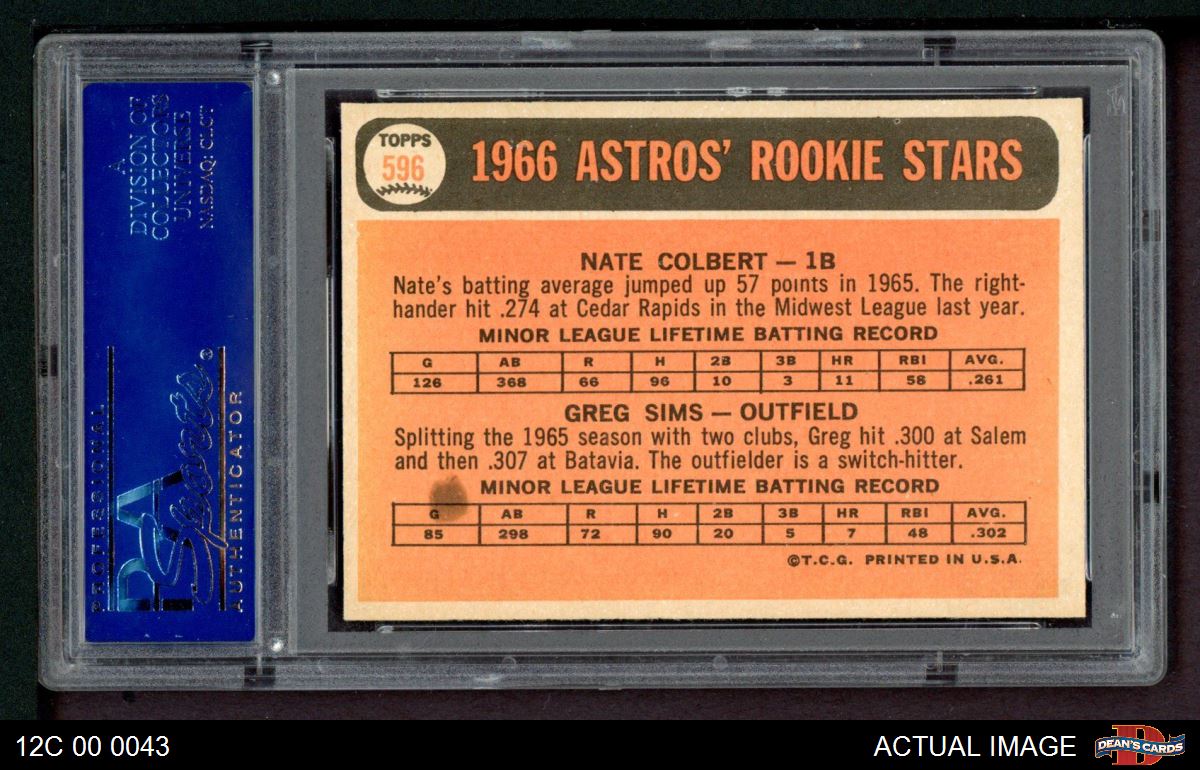 A
DIVISION OF
COLLECTORS
UNIVERSE
NASDAQ: CLCT
PROFESSIONAL
PSA
Sports
®
AUTHENTICATOR
TOPPS
596
1966 ASTROS' ROOKIE STARS
NATE COLBERT — 1B
Nate's batting average jumped up 57 points in 1965. The right-
hander hit .274 at Cedar Rapids in the Midwest League last year.
MINOR LEAGUE LIFETIME BATTING RECORD
G AB R H 2B 3B HR RBI AVG.
126 368 66 96 10 3 11 58 .261
GREG SIMS — OUTFIELD
Splitting the 1965 season with two clubs, Greg hit .300 at Salem
and then .307 at Batavia. The outfielder is a switch-hitter.
MINOR LEAGUE LIFETIME BATTING RECORD
G AB R H 2B 3B HR RBI AVG.
85 298 72 90 20 5 7 48 .302
©T.C.G. PRINTED IN U.S.A.
12C 00 0043
ACTUAL IMAGE
D
DEAN'S CARDS